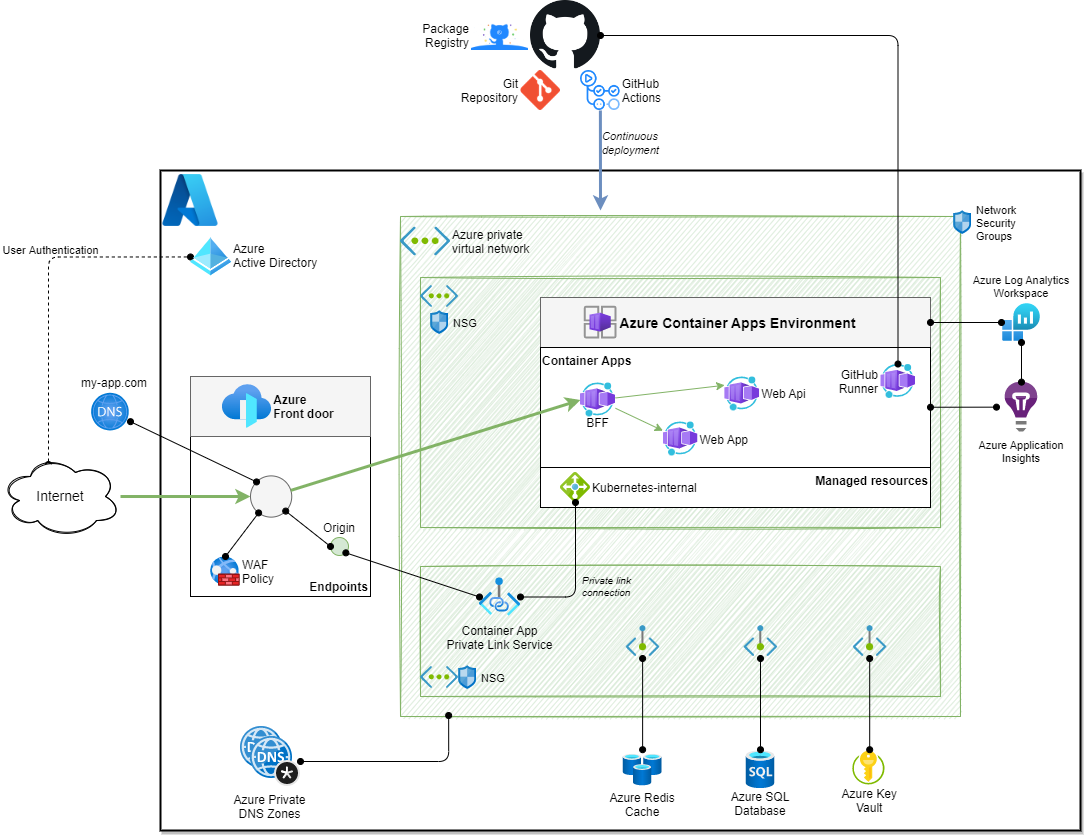 Package
Registry
Git
Repository
GitHub
Actions
Continuous
deployment
Network
Security
Groups
Azure private
virtual network
User Authentication
Azure
Active Directory
Azure Log Analytics
Workspace
NSG
Azure Container Apps Environment
Container Apps
GitHub
Runner
my-app.com
DNS
Azure
Front door
BFF
Web Api
Web App
Azure Application
Insights
Managed resources
Kubernetes-internal
Internet
Origin
WAF
Policy
Endpoints
Private link
connection
Container App
Private Link Service
NSG
D
DNS
*
Azure Private
DNS Zones
Azure Redis
Cache
SQL
Azure SQL
Database
Azure Key
Vault